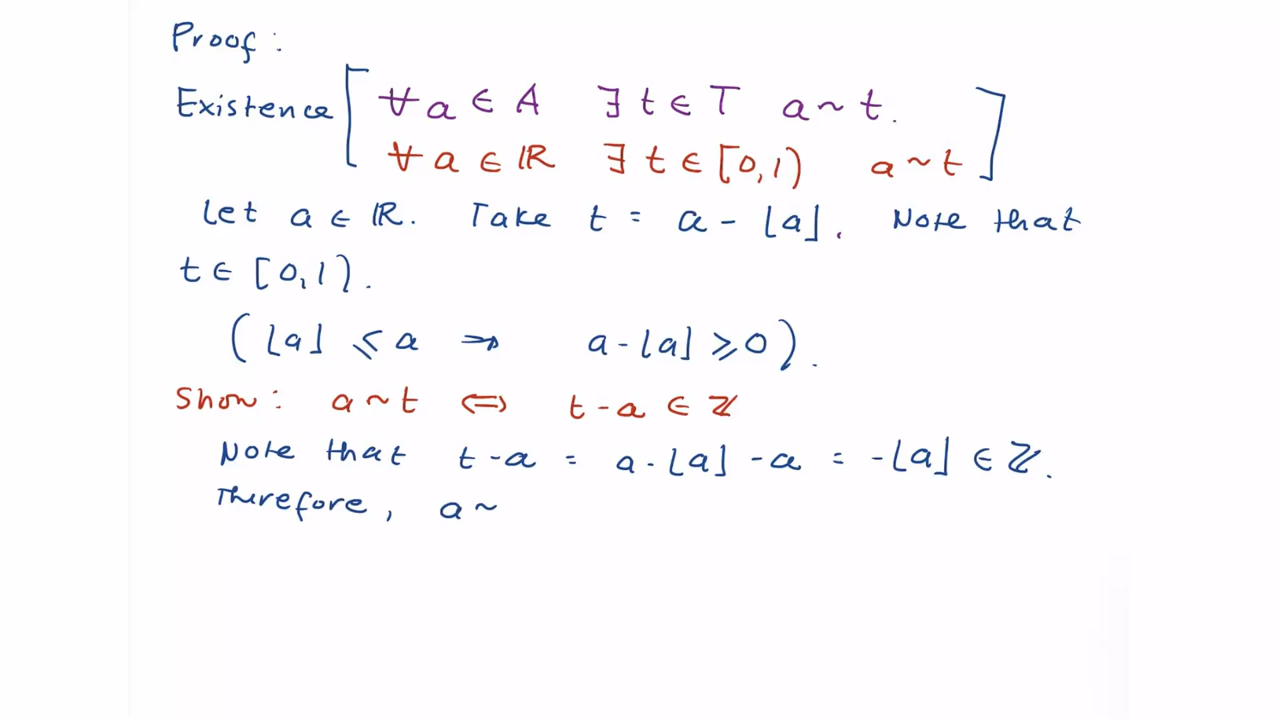 Proof :
Existence [ ∀ a ∈ A ∃ t ∈ T a ~ t.
∀ a ∈ ℝ ∃ t ∈ [0,1) a ~ t ]
Let a ∈ ℝ. Take t = a - ⌊a⌋. Note that
t ∈ [0,1).
(⌊a⌋ ≤ a ⇒ a - ⌊a⌋ ≥ 0).
Show : a ~ t ⇔ t - a ∈ ℤ
Note that t - a = a - ⌊a⌋ - a = -⌊a⌋ ∈ ℤ.
Therefore, a ~